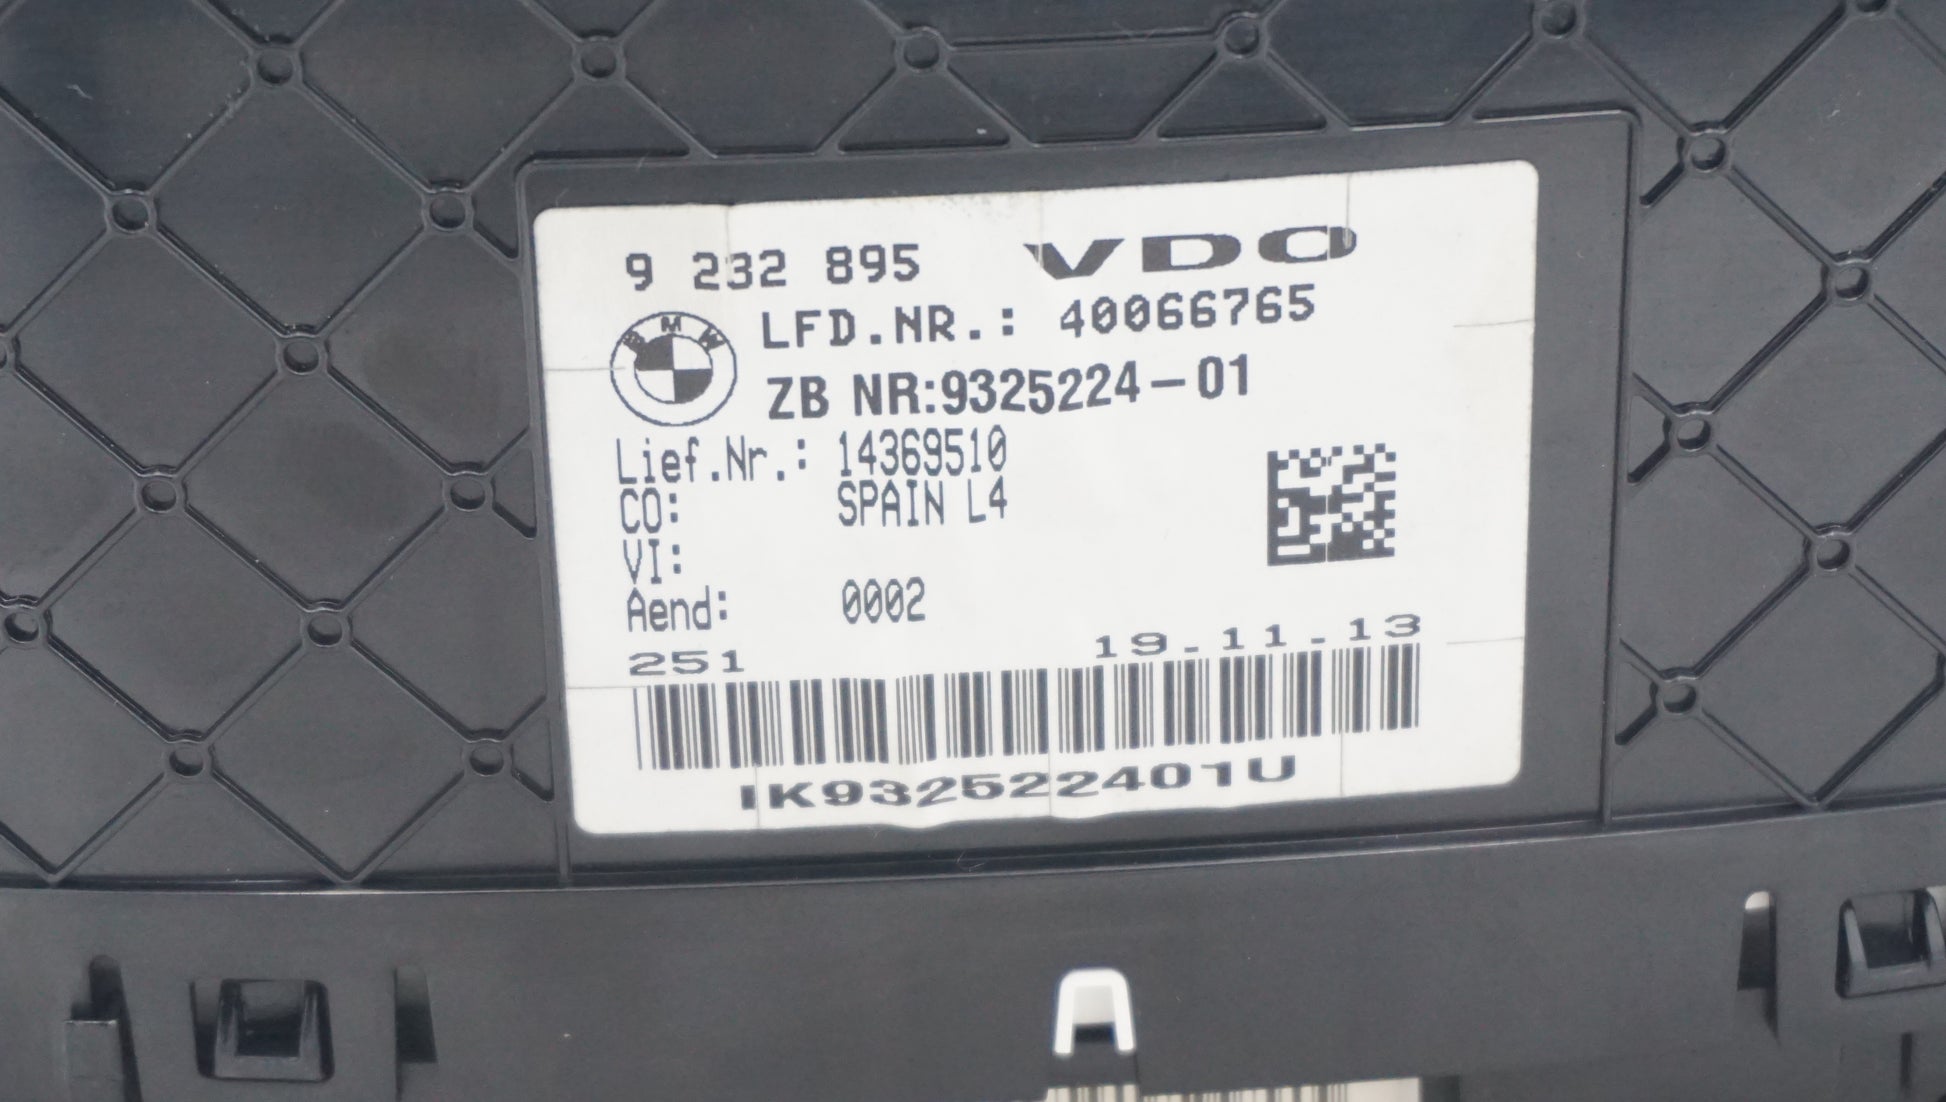 9 232 895 VDO
BMW
LFD.NR.: 40066765
ZB NR:9325224-01
Lief.Nr.: 14369510
CO: SPAIN L4
VI:
Aend: 0002
251 19.11.13
IK932522401U